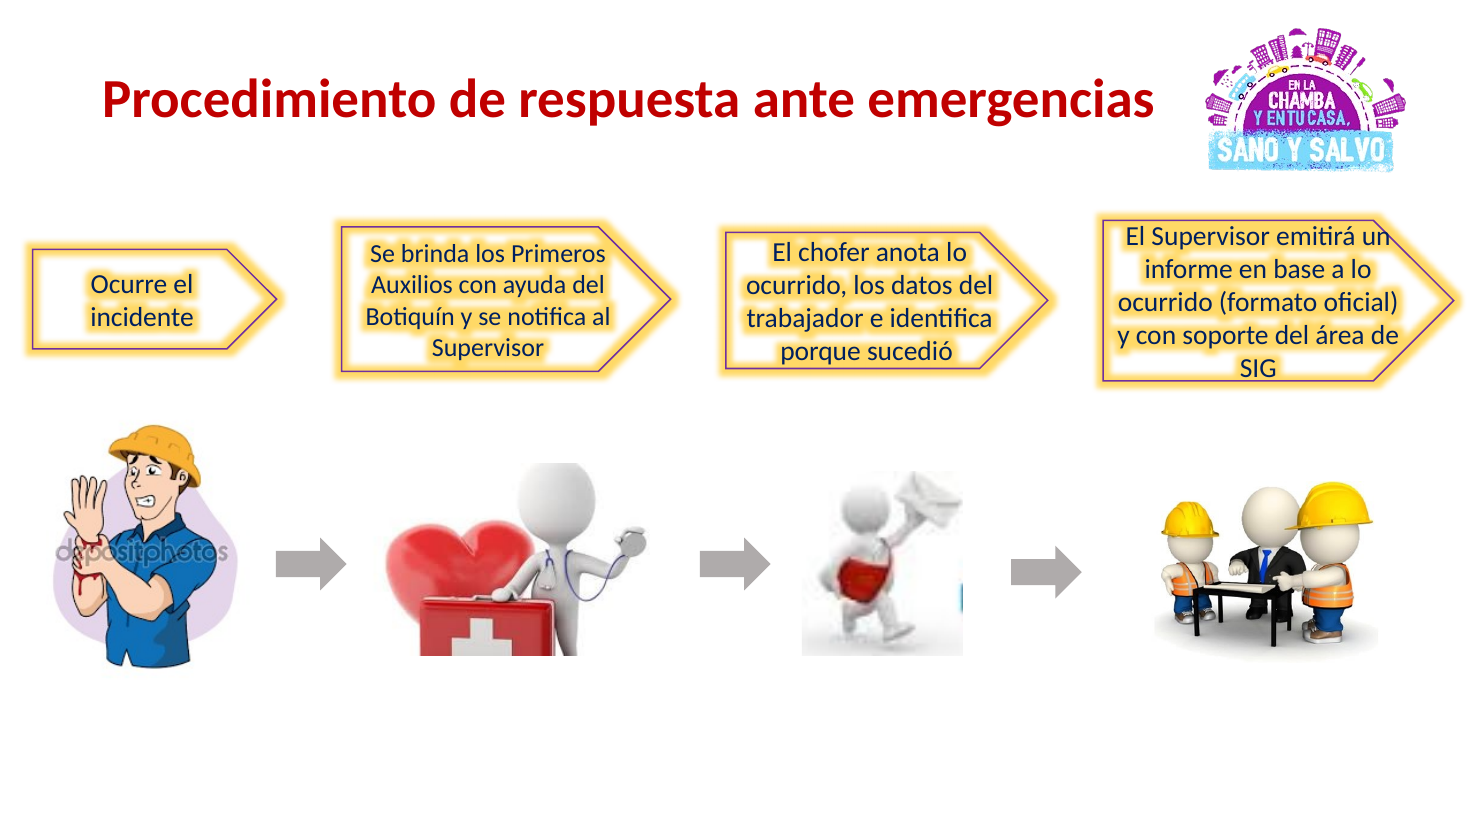 Procedimiento de respuesta ante emergencias
EN LA
CHAMBA
Y EN TU CASA,
SANO Y SALVO
Ocurre el
incidente
Se brinda los Primeros
Auxilios con ayuda del
Botiquín y se notifica al
Supervisor
El chofer anota lo
ocurrido, los datos del
trabajador e identifica
porque sucedió
El Supervisor emitirá un
informe en base a lo
ocurrido (formato oficial)
y con soporte del área de
SIG
depositphotos